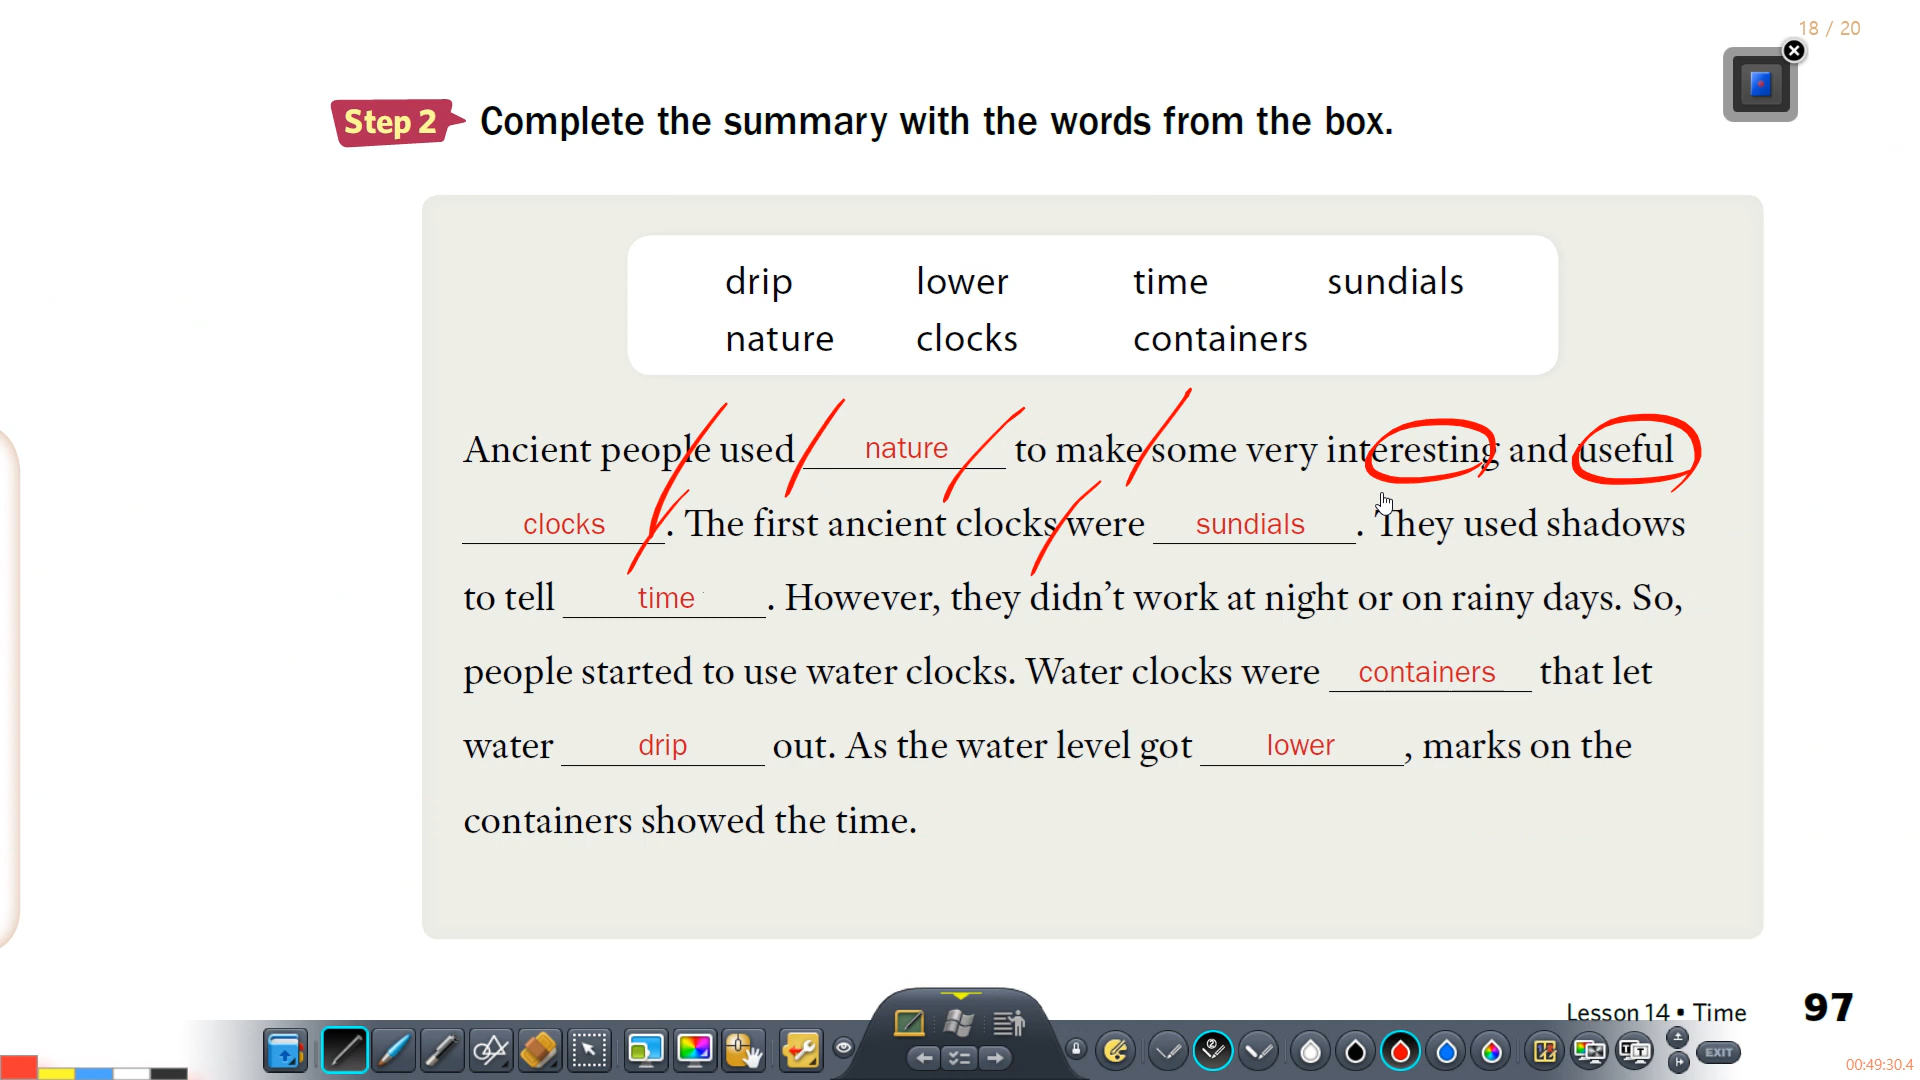 18 / 20
Step 2 Complete the summary with the words from the box.
drip lower time sundials
nature clocks containers
Ancient people used nature to make some very interesting and useful
clocks. The first ancient clocks were sundials. They used shadows
to tell time. However, they didn't work at night or on rainy days. So,
people started to use water clocks. Water clocks were containers that let
water drip out. As the water level got lower, marks on the
containers showed the time.
Lesson 14 • Time 97
EXIT
00:49:30.4